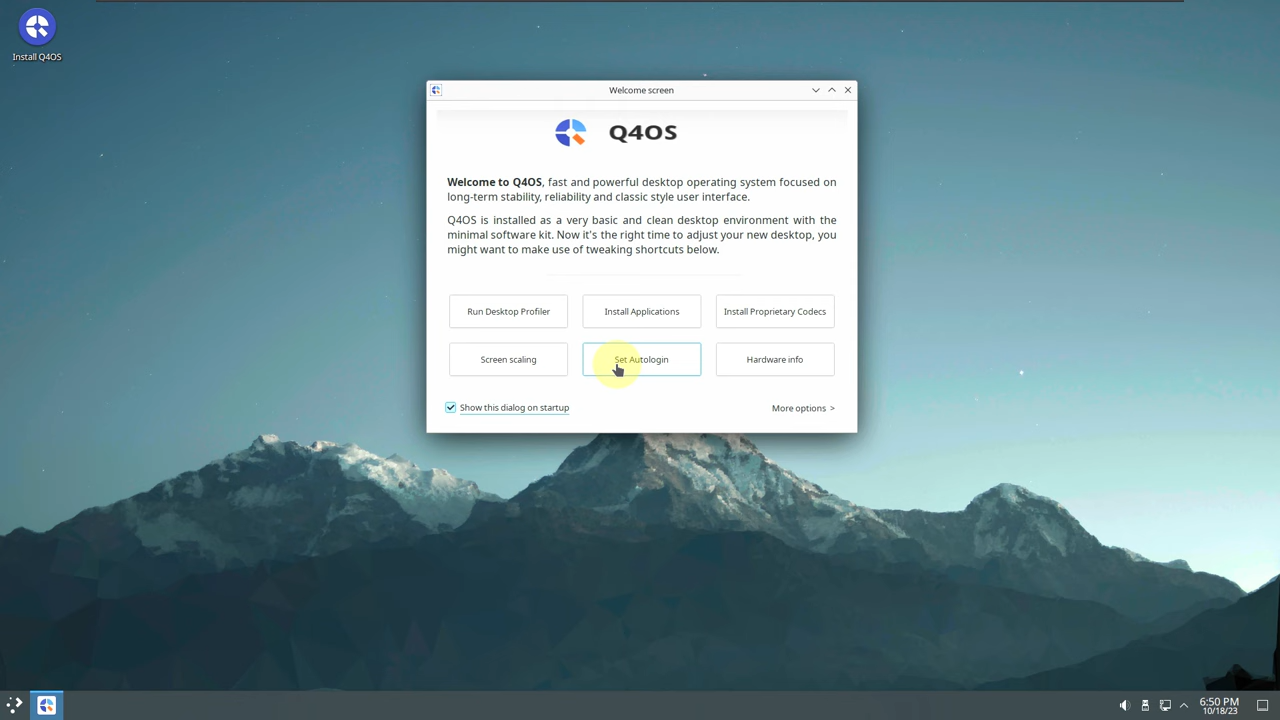 Install Q4OS
Welcome screen
Q4OS
Welcome to Q4OS, fast and powerful desktop operating system focused on
long-term stability, reliability and classic style user interface.
Q4OS is installed as a very basic and clean desktop environment with the
minimal software kit. Now it's the right time to adjust your new desktop, you
might want to make use of tweaking shortcuts below.
Run Desktop Profiler
Install Applications
Install Proprietary Codecs
Screen scaling
Set Autologin
Hardware info
Show this dialog on startup
More options >
6:50 PM
10/18/23